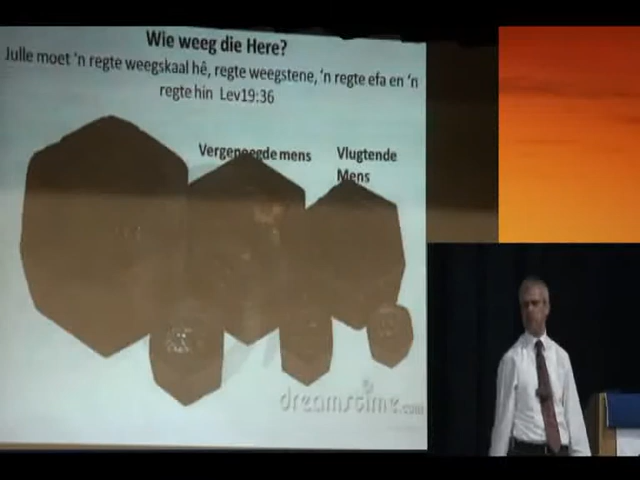 Wie weeg die Here?
Julle moet 'n regte weegskaal hê, regte weegstene, 'n regte efa en 'n
regte hin Lev19:36
Vergenoegde mens
Vlugtende
Mens
dreamstime.com